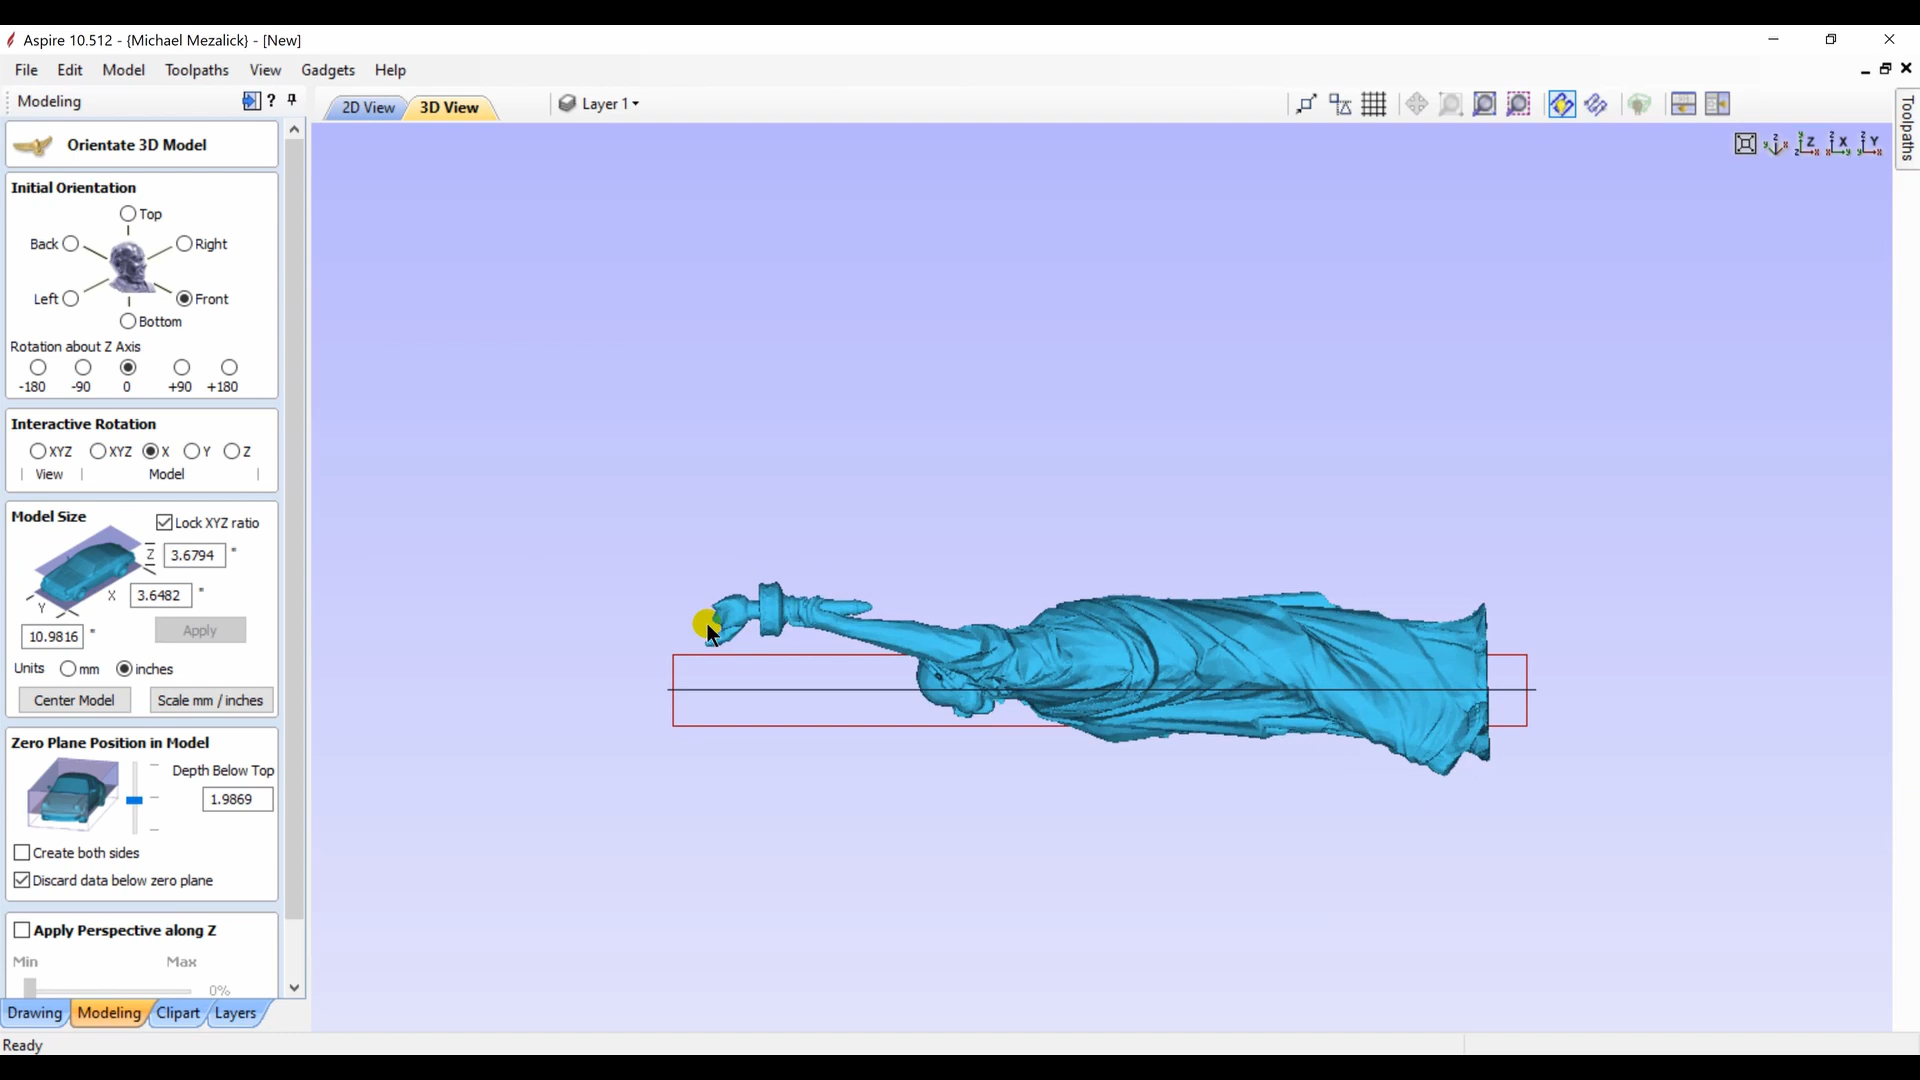 Aspire 10.512 - {Michael Mezalick} - [New]
File Edit Model Toolpaths View Gadgets Help
Modeling ?
2D View 3D View Layer 1
Toolpaths
Orientate 3D Model
Initial Orientation
Top
Back Right
Left Front
Bottom
Rotation about Z Axis
-180 -90 0 +90 +180
Interactive Rotation
XYZ XYZ X Y Z
View Model
Model Size
Lock XYZ ratio
Z 3.6794 "
X 3.6482 "
Y
10.9816 " Apply
Units mm inches
Center Model Scale mm / inches
Zero Plane Position in Model
Depth Below Top
1.9869
Create both sides
Discard data below zero plane
Apply Perspective along Z
Min Max
0%
Drawing Modeling Clipart Layers
Ready